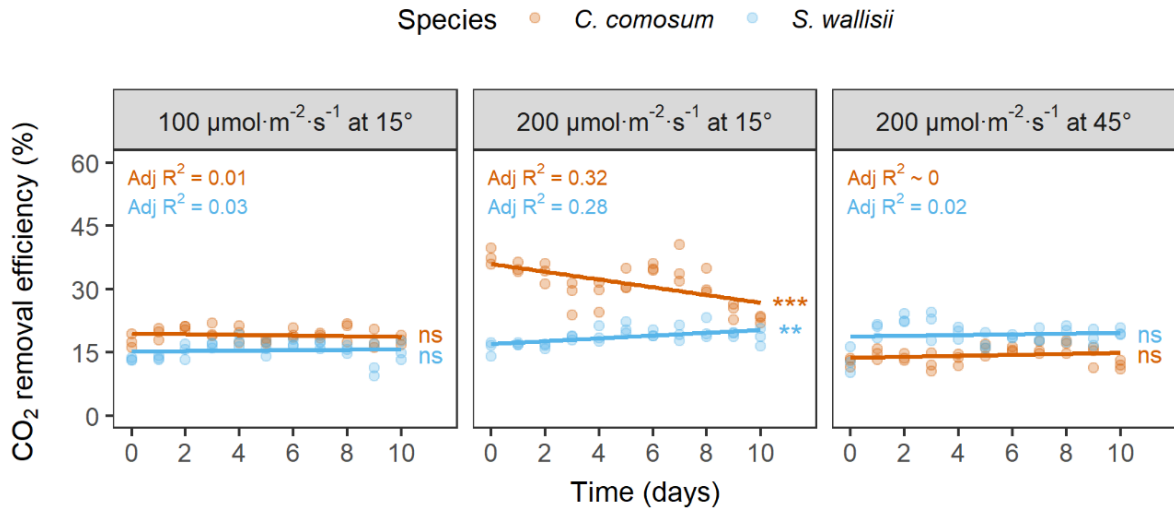 Species C. comosum S. wallisii
100 µmol·m⁻²·s⁻¹ at 15°
200 µmol·m⁻²·s⁻¹ at 15°
200 µmol·m⁻²·s⁻¹ at 45°
CO₂ removal efficiency (%)
60
45
30
15
0
Adj R² = 0.01
Adj R² = 0.03
ns
ns
Adj R² = 0.32
Adj R² = 0.28
***
**
Adj R² ~ 0
Adj R² = 0.02
ns
ns
0 2 4 6 8 10
0 2 4 6 8 10
0 2 4 6 8 10
Time (days)